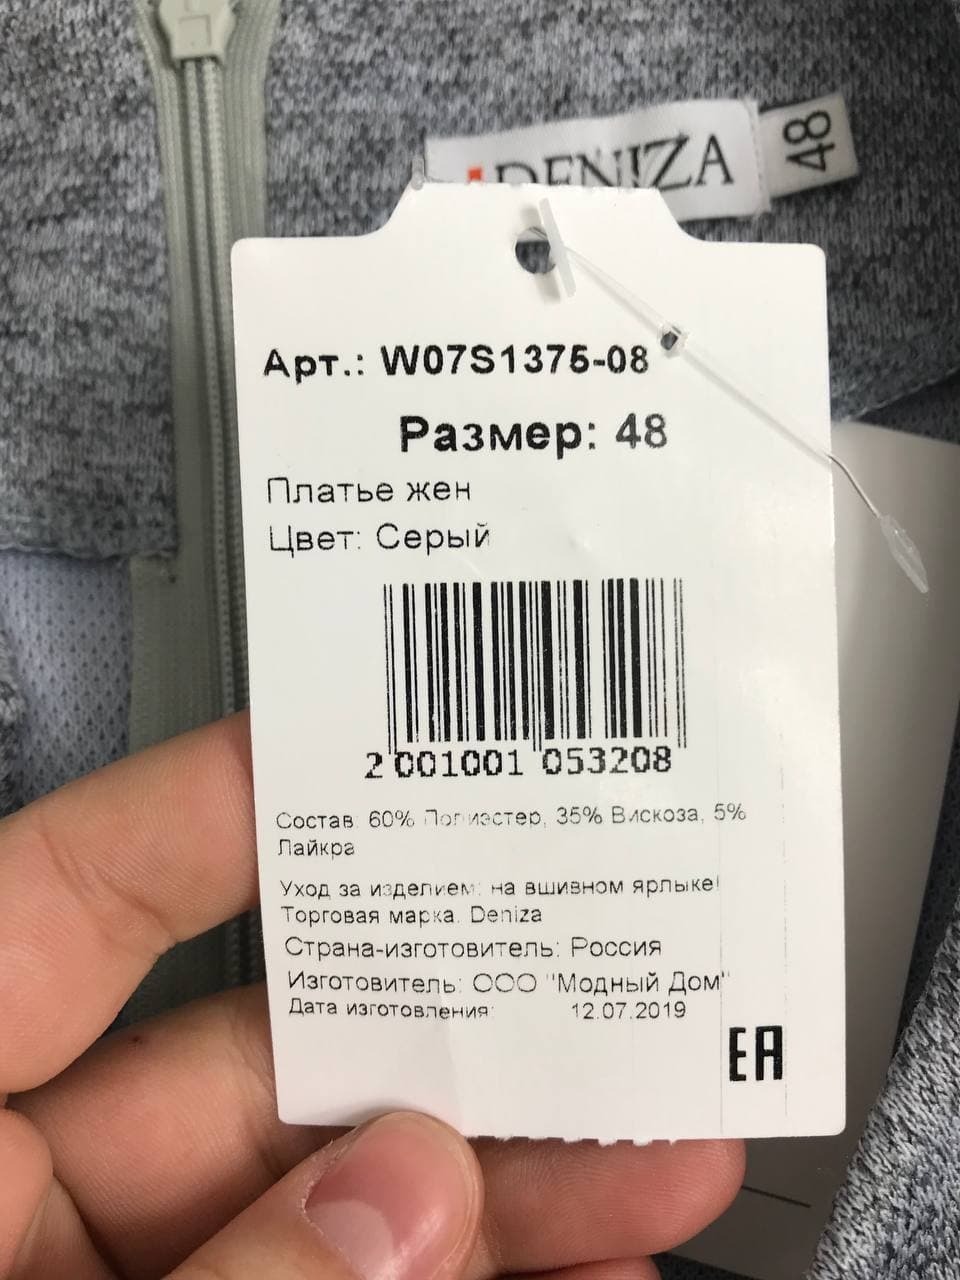 DENIZA
48
Арт.: W07S1375-08
Размер: 48
Платье жен
Цвет: Серый
2 001001 053208
Состав: 60% Полиэстер, 35% Вискоза, 5%
Лайкра
Уход за изделием: на вшивном ярлыке!
Торговая марка: Deniza
Страна-изготовитель: Россия
Изготовитель: ООО "Модный Дом"
Дата изготовления: 12.07.2019
EAC